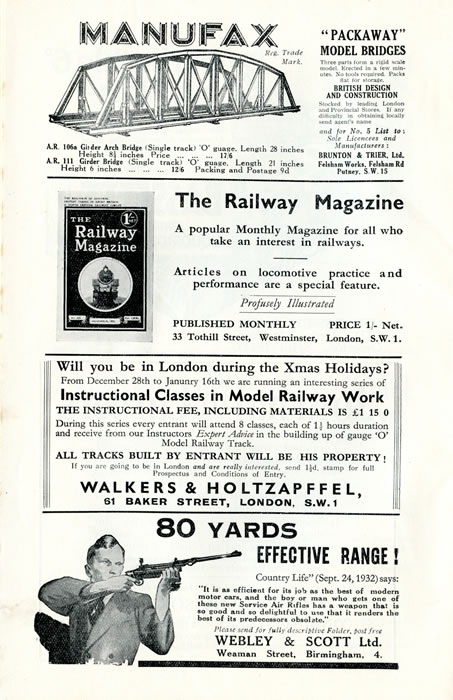 MANUFAX
Reg. Trade
Mark.
A.R. 106a Girder Arch Bridge (Single track) 'O' guage. Length 28 inches
Height 8½ inches Price ... ... ... 17/6
A.R. 111 Girder Bridge (Single track) 'O' guage. Length 21 inches
Height 6 inches ... ... ... 12/6 Packing and Postage 9d
"PACKAWAY"
MODEL BRIDGES
Three parts form a rigid scale
model. Erected in a few min-
utes. No tools required. Packs
flat for storage.
BRITISH DESIGN
AND CONSTRUCTION
Stocked by leading London
and Provincial Stores. If any
difficulty in obtaining locally
send agent's name
and for No. 5 List to:
Sole Licencees and
Manufacturers:
BRUNTON & TRIER, Ltd.
Felsham Works, Felsham Rd
Putney, S.W. 15
THE
Railway
Magazine
1/-
The Railway Magazine
A popular Monthly Magazine for all who
take an interest in railways.
Articles on locomotive practice and
performance are a special feature.
Profusely Illustrated
PUBLISHED MONTHLY PRICE 1/- Net.
33 Tothill Street, Westminster, London, S.W. 1.
Will you be in London during the Xmas Holidays?
From December 28th to Janunry 16th we are running an interesting series of
Instructional Classes in Model Railway Work
THE INSTRUCTIONAL FEE, INCLUDING MATERIALS IS £1 15 0
During this series every entrant will attend 8 classes, each of 1½ hours duration
and receive from our Instructors Expert Advice in the building up of gauge 'O'
Model Railway Track.
ALL TRACKS BUILT BY ENTRANT WILL BE HIS PROPERTY !
If you are going to be in London and are really interested, send 1½d. stamp for full
Prospectus and Conditions of Entry.
WALKERS & HOLTZAPFFEL,
61 BAKER STREET, LONDON, S.W.1
80 YARDS
EFFECTIVE RANGE !
Country Life" (Sept. 24, 1932) says:
"It is as efficient for its job as the best of modern
motor cars, and the boy or man who gets one of
these new Service Air Rifles has a weapon that is
so good and so delightful to use that it renders the
best of its predecessors obsolate."
Please send for fully descriptive Folder, post free
WEBLEY & SCOTT Ltd.
Weaman Street, Birmingham, 4.